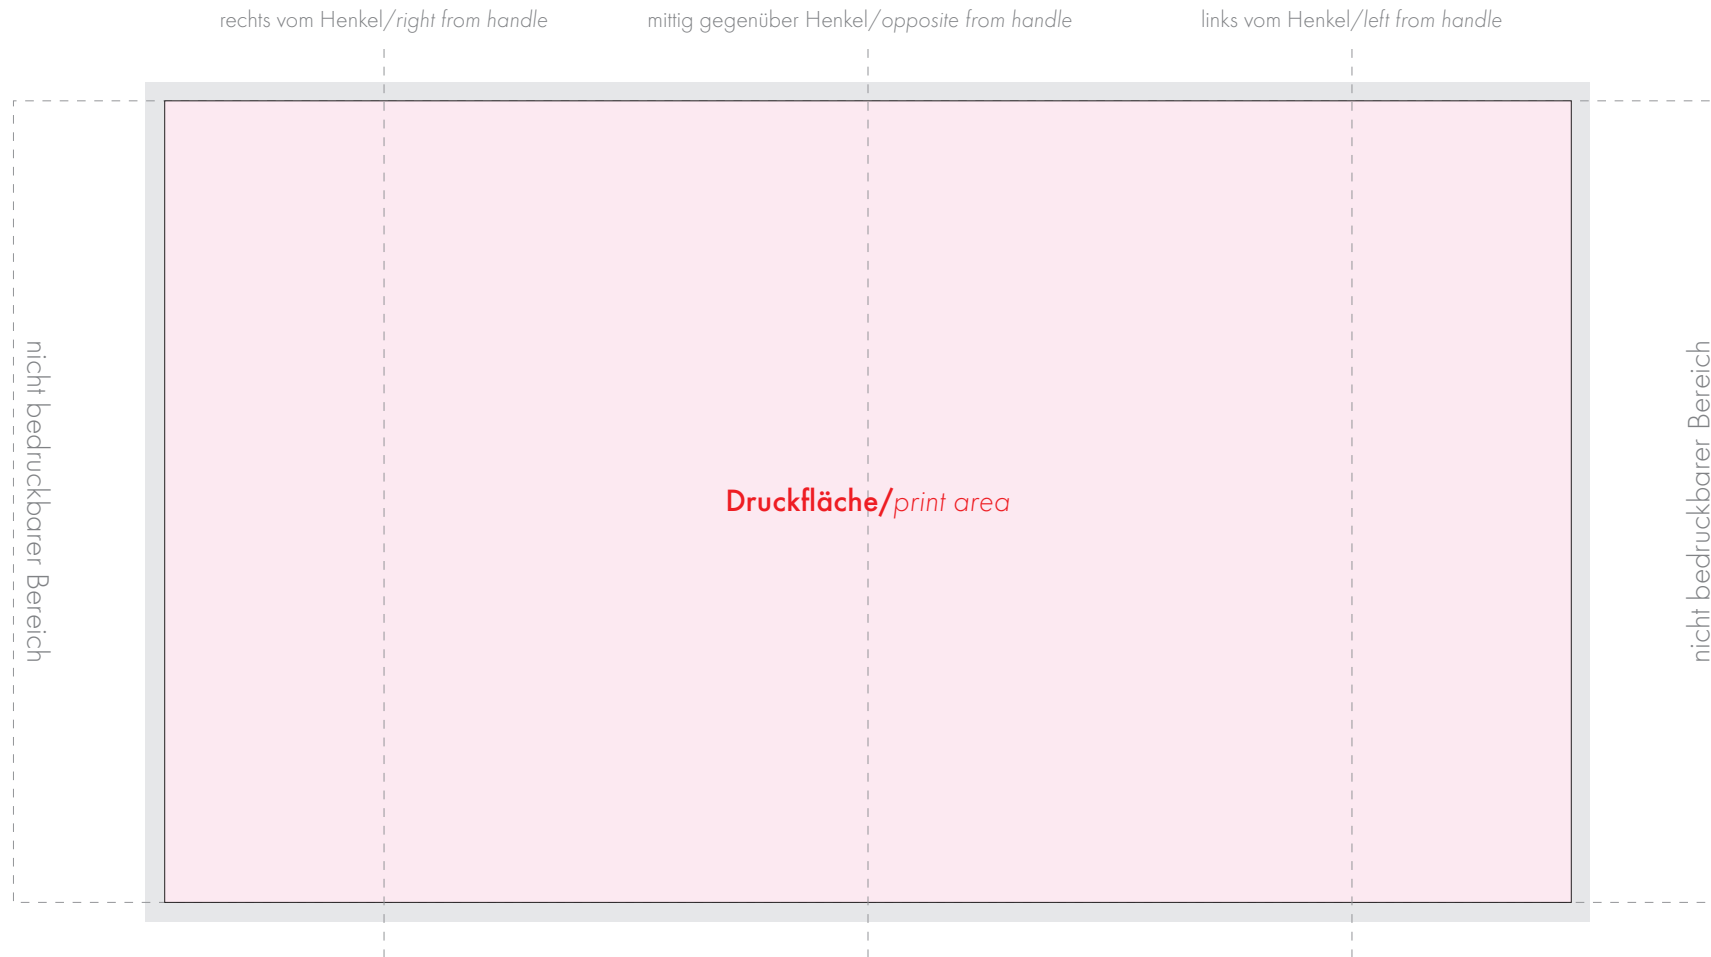 rechts vom Henkel/right from handle
mittig gegenüber Henkel/opposite from handle
links vom Henkel/left from handle
nicht bedruckbarer Bereich
Druckfläche/print area
nicht bedruckbarer Bereich